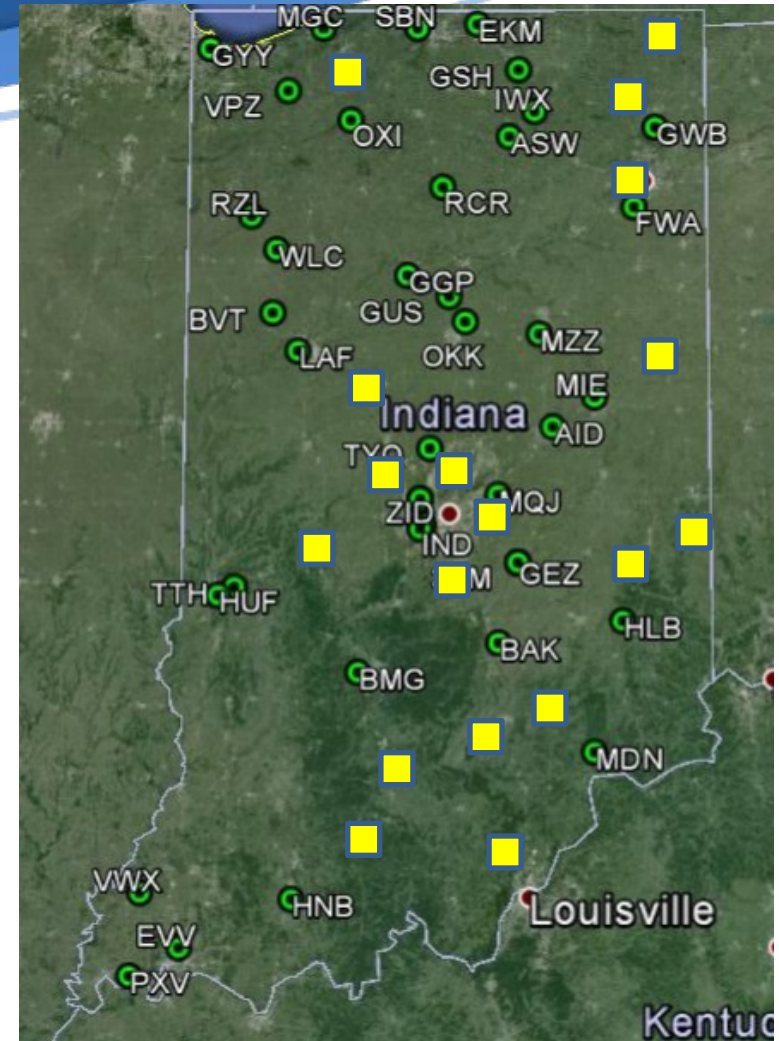 MGC
SBN
EKM
GYY
GSH
VPZ
IWX
OXI
ASW
GWB
RZL
RCR
FWA
WLC
GGP
BVT
GUS
MZZ
LAF
OKK
MIE
Indiana
AID
ZID
MQJ
IND
GEZ
TTH
HUF
HLB
BAK
BMG
MDN
VWX
HNB
Louisville
EVV
PXV